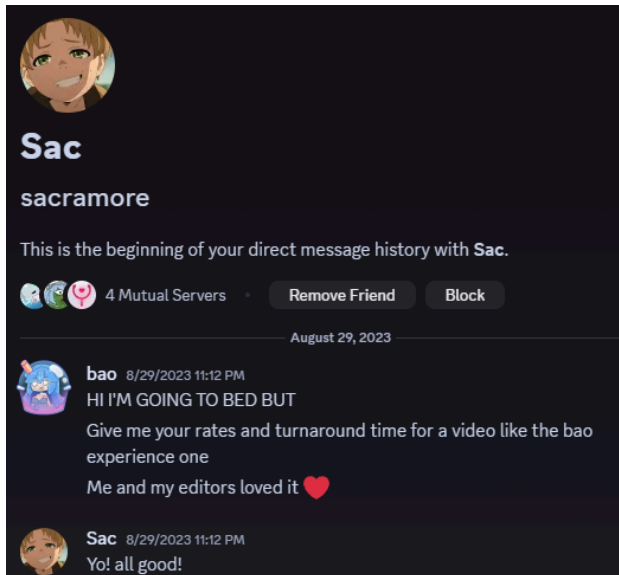 Sac
sacramore
This is the beginning of your direct message history with Sac.
4 Mutual Servers
Remove Friend
Block
August 29, 2023
bao 8/29/2023 11:12 PM
HI I'M GOING TO BED BUT
Give me your rates and turnaround time for a video like the bao
experience one
Me and my editors loved it ❤️
Sac 8/29/2023 11:12 PM
Yo! all good!